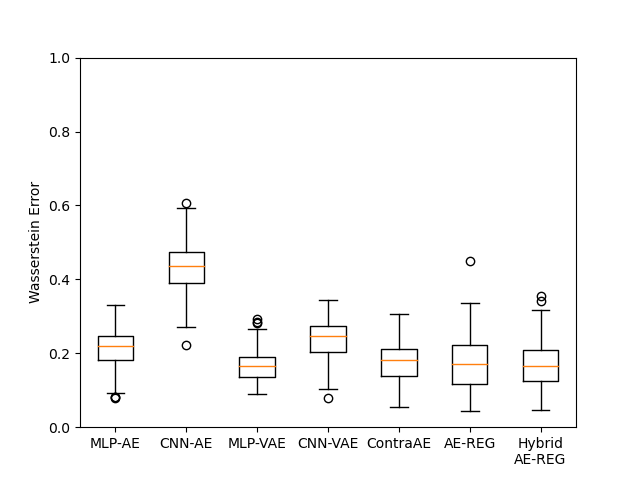 1.0
0.8
0.6
0.4
0.2
0.0
Wasserstein Error
MLP-AE CNN-AE MLP-VAE CNN-VAE ContraAE AE-REG Hybrid
AE-REG